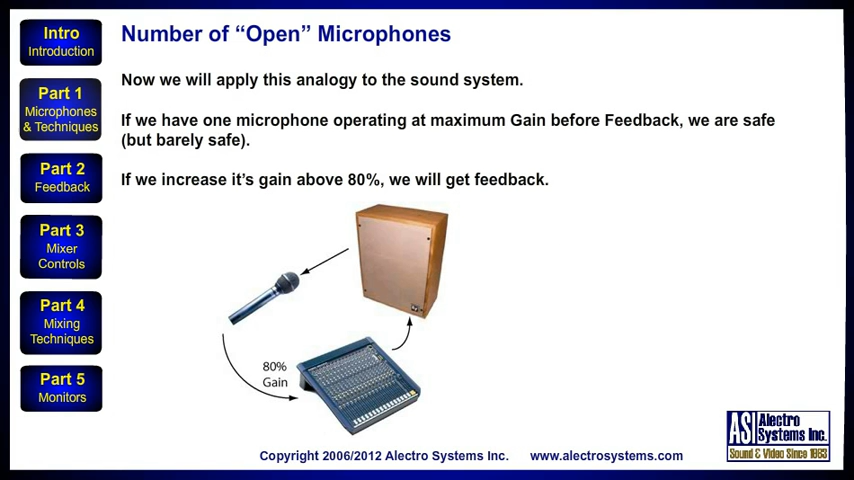 Intro
Introduction
Part 1
Microphones
& Techniques
Part 2
Feedback
Part 3
Mixer
Controls
Part 4
Mixing
Techniques
Part 5
Monitors
Number of “Open” Microphones
Now we will apply this analogy to the sound system.
If we have one microphone operating at maximum Gain before Feedback, we are safe
(but barely safe).
If we increase it’s gain above 80%, we will get feedback.
80%
Gain
ASI Alectro
Systems Inc.
Sound & Video Since 1983
Copyright 2006/2012 Alectro Systems Inc. www.alectrosystems.com